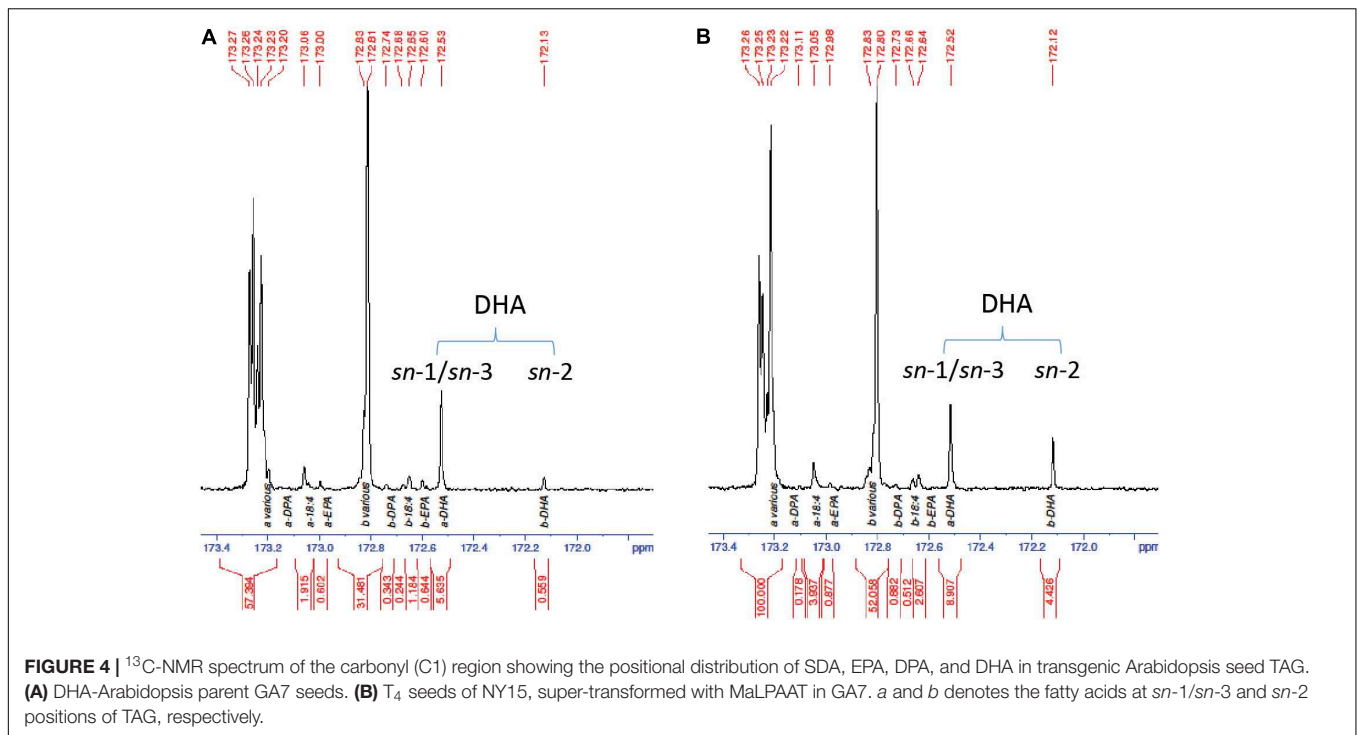 A
173.27
173.26
173.24
173.23
173.20
173.06
173.00
172.83
172.81
172.74
172.68
172.65
172.60
172.53
172.13
DHA
sn-1/sn-3
sn-2
a various
a-DPA
a-18:4
a-EPA
b various
b-DPA
b-18:4
b-EPA
a-DHA
b-DHA
173.4 173.2 173.0 172.8 172.6 172.4 172.2 172.0 ppm
57.394
1.915
0.602
31.481
0.343
0.244
1.184
0.644
5.635
0.559
B
173.26
173.25
173.23
173.22
173.11
173.05
172.98
172.83
172.80
172.73
172.66
172.64
172.52
172.12
DHA
sn-1/sn-3
sn-2
a various
a-DPA
a-18:4
a-EPA
b various
b-DPA
b-18:4
b-EPA
a-DHA
b-DHA
173.4 173.2 173.0 172.8 172.6 172.4 172.2 172.0 ppm
100.000
0.178
3.937
0.877
52.058
0.882
0.512
2.607
8.907
4.426
FIGURE 4 | ¹³C-NMR spectrum of the carbonyl (C1) region showing the positional distribution of SDA, EPA, DPA, and DHA in transgenic Arabidopsis seed TAG.
(A) DHA-Arabidopsis parent GA7 seeds. (B) T₄ seeds of NY15, super-transformed with MaLPAAT in GA7. a and b denotes the fatty acids at sn-1/sn-3 and sn-2
positions of TAG, respectively.